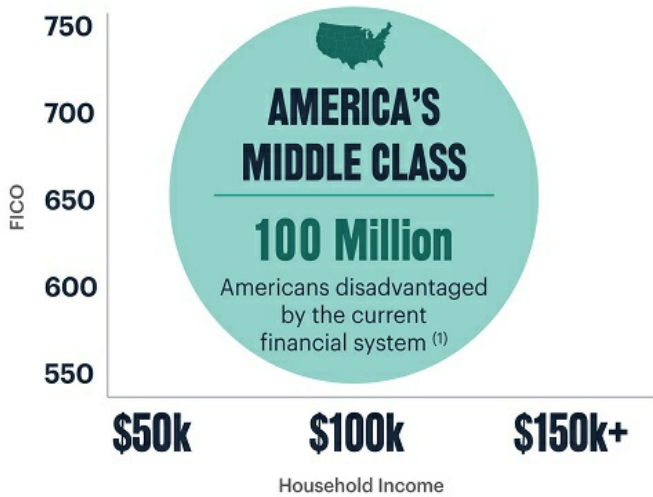 750
700
650
600
550
FICO
AMERICA'S
MIDDLE CLASS
100 Million
Americans disadvantaged
by the current
financial system (1)
$50k
$100k
$150k+
Household Income